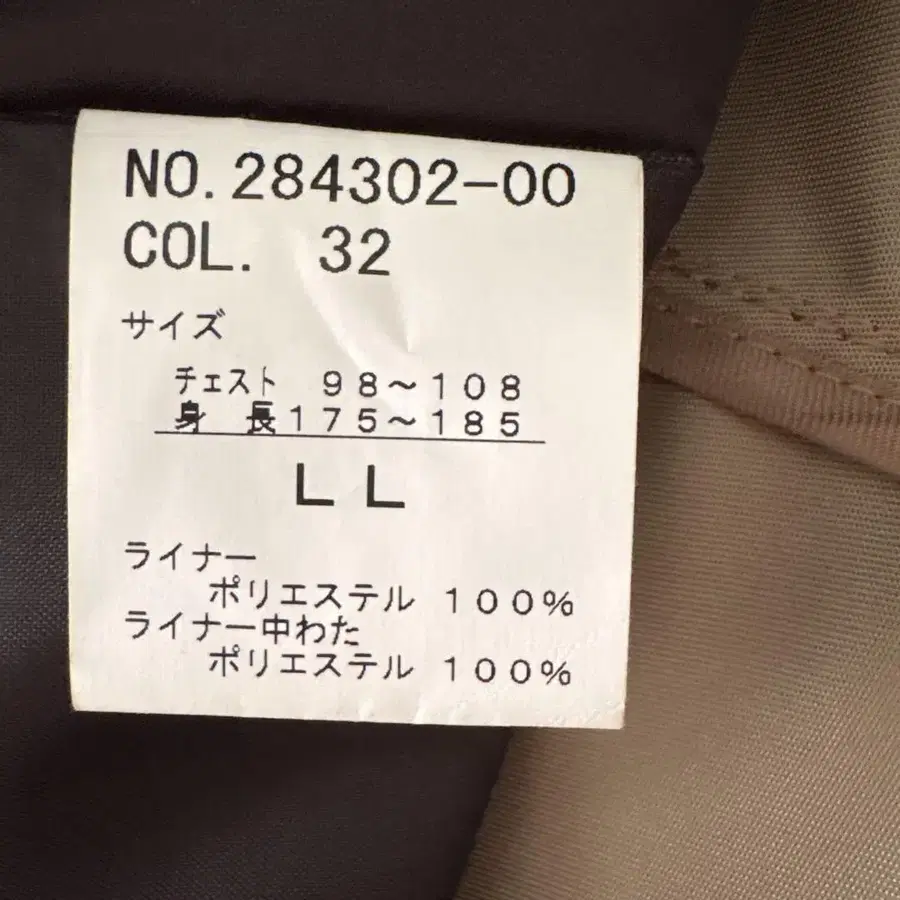 NO.284302-00
COL. 32
サイズ
チェスト 98～108
身長175～185
LL
ライナー
ポリエステル 100%
ライナー中わた
ポリエステル 100%